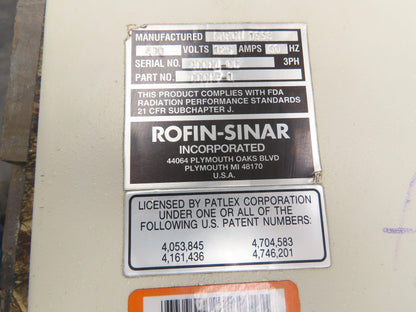 MANUFACTURED
VOLTS AMPS HZ
SERIAL NO. 3PH
PART NO.
THIS PRODUCT COMPLIES WITH FDA
RADIATION PERFORMANCE STANDARDS
21 CFR SUBCHAPTER J.
ROFIN-SINAR
INCORPORATED
44064 PLYMOUTH OAKS BLVD
PLYMOUTH MI 48170
U.S.A.
LICENSED BY PATLEX CORPORATION
UNDER ONE OR ALL OF THE
FOLLOWING U.S. PATENT NUMBERS:
4,053,845 4,704,583
4,161,436 4,746,201